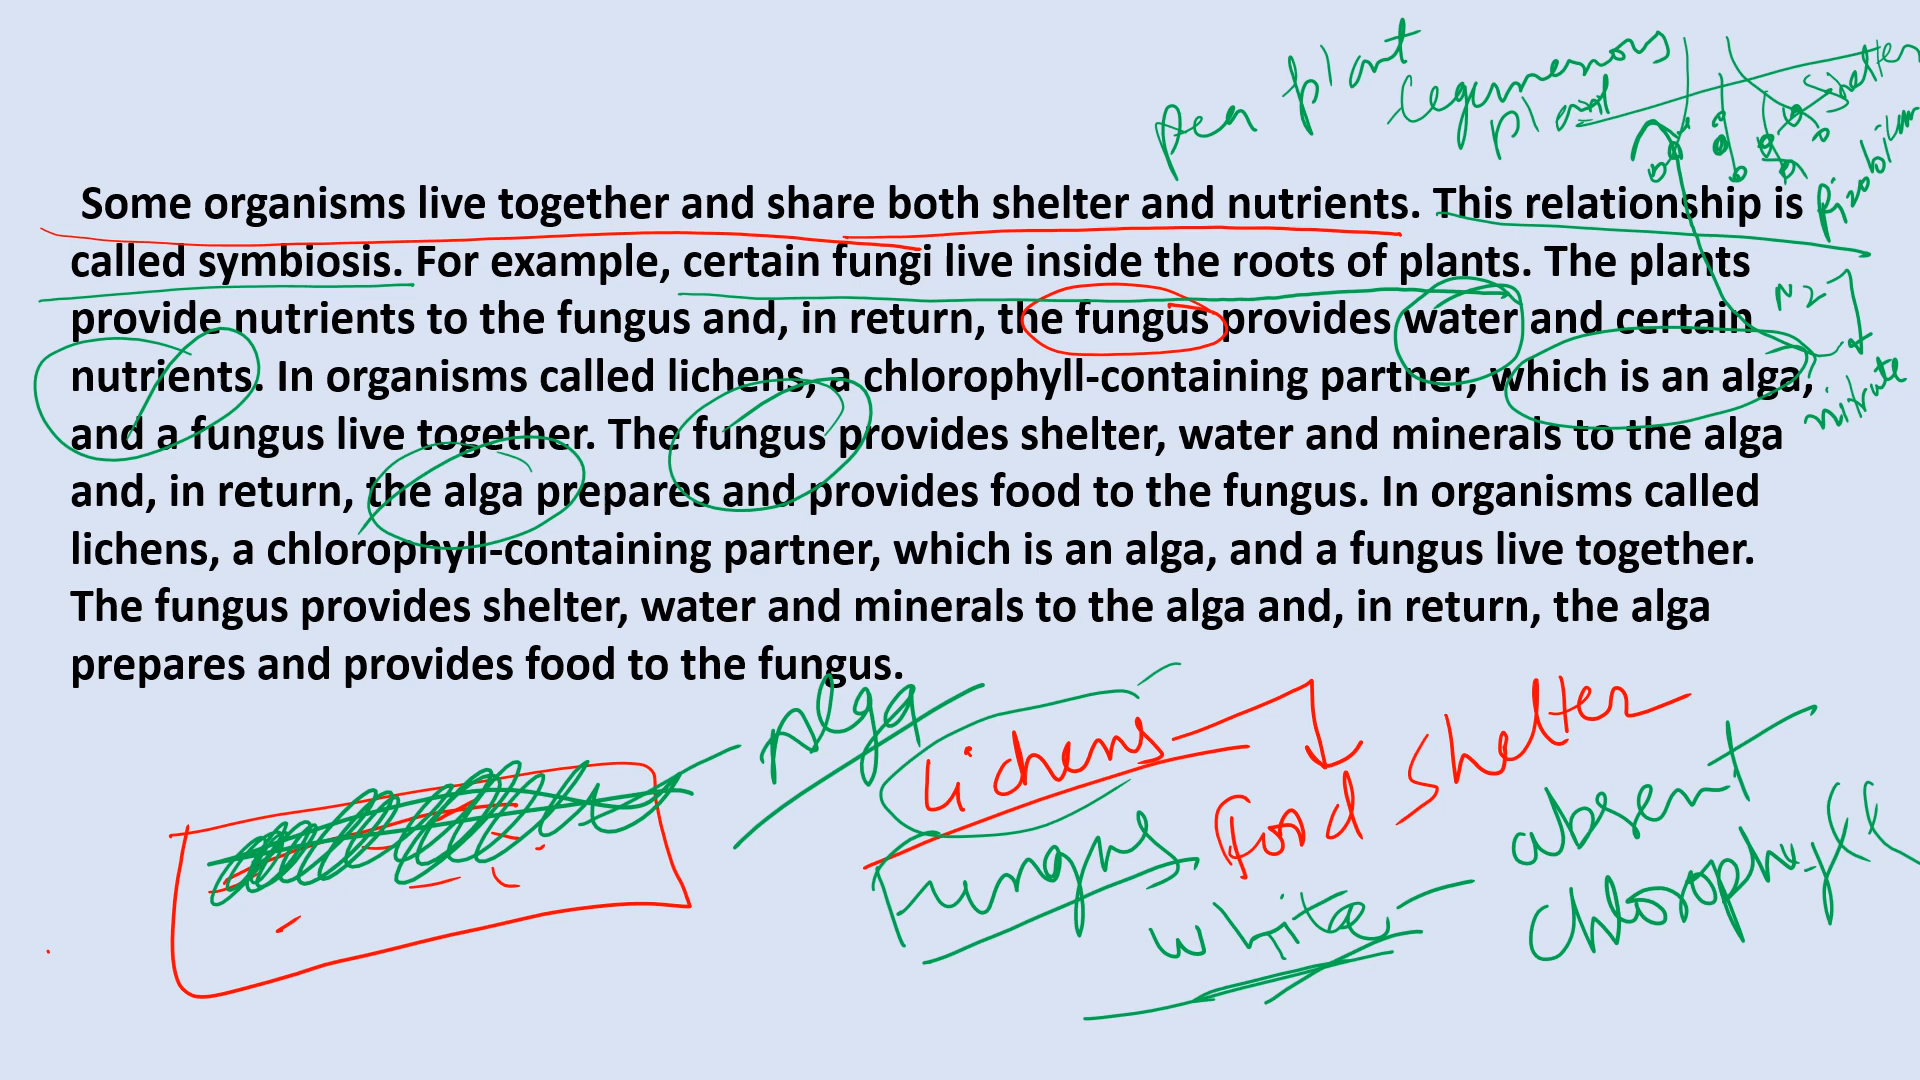 pea plant
legumenous
plant
shelter
Rizobium
Some organisms live together and share both shelter and nutrients. This relationship is
called symbiosis. For example, certain fungi live inside the roots of plants. The plants
provide nutrients to the fungus and, in return, the fungus provides water and certain
N2
nutrients. In organisms called lichens, a chlorophyll-containing partner, which is an alga,
nitrate
and a fungus live together. The fungus provides shelter, water and minerals to the alga
and, in return, the alga prepares and provides food to the fungus. In organisms called
lichens, a chlorophyll-containing partner, which is an alga, and a fungus live together.
The fungus provides shelter, water and minerals to the alga and, in return, the alga
prepares and provides food to the fungus.
Alga
Lichens
food shelter
fungus
white
absent
chlorophyll